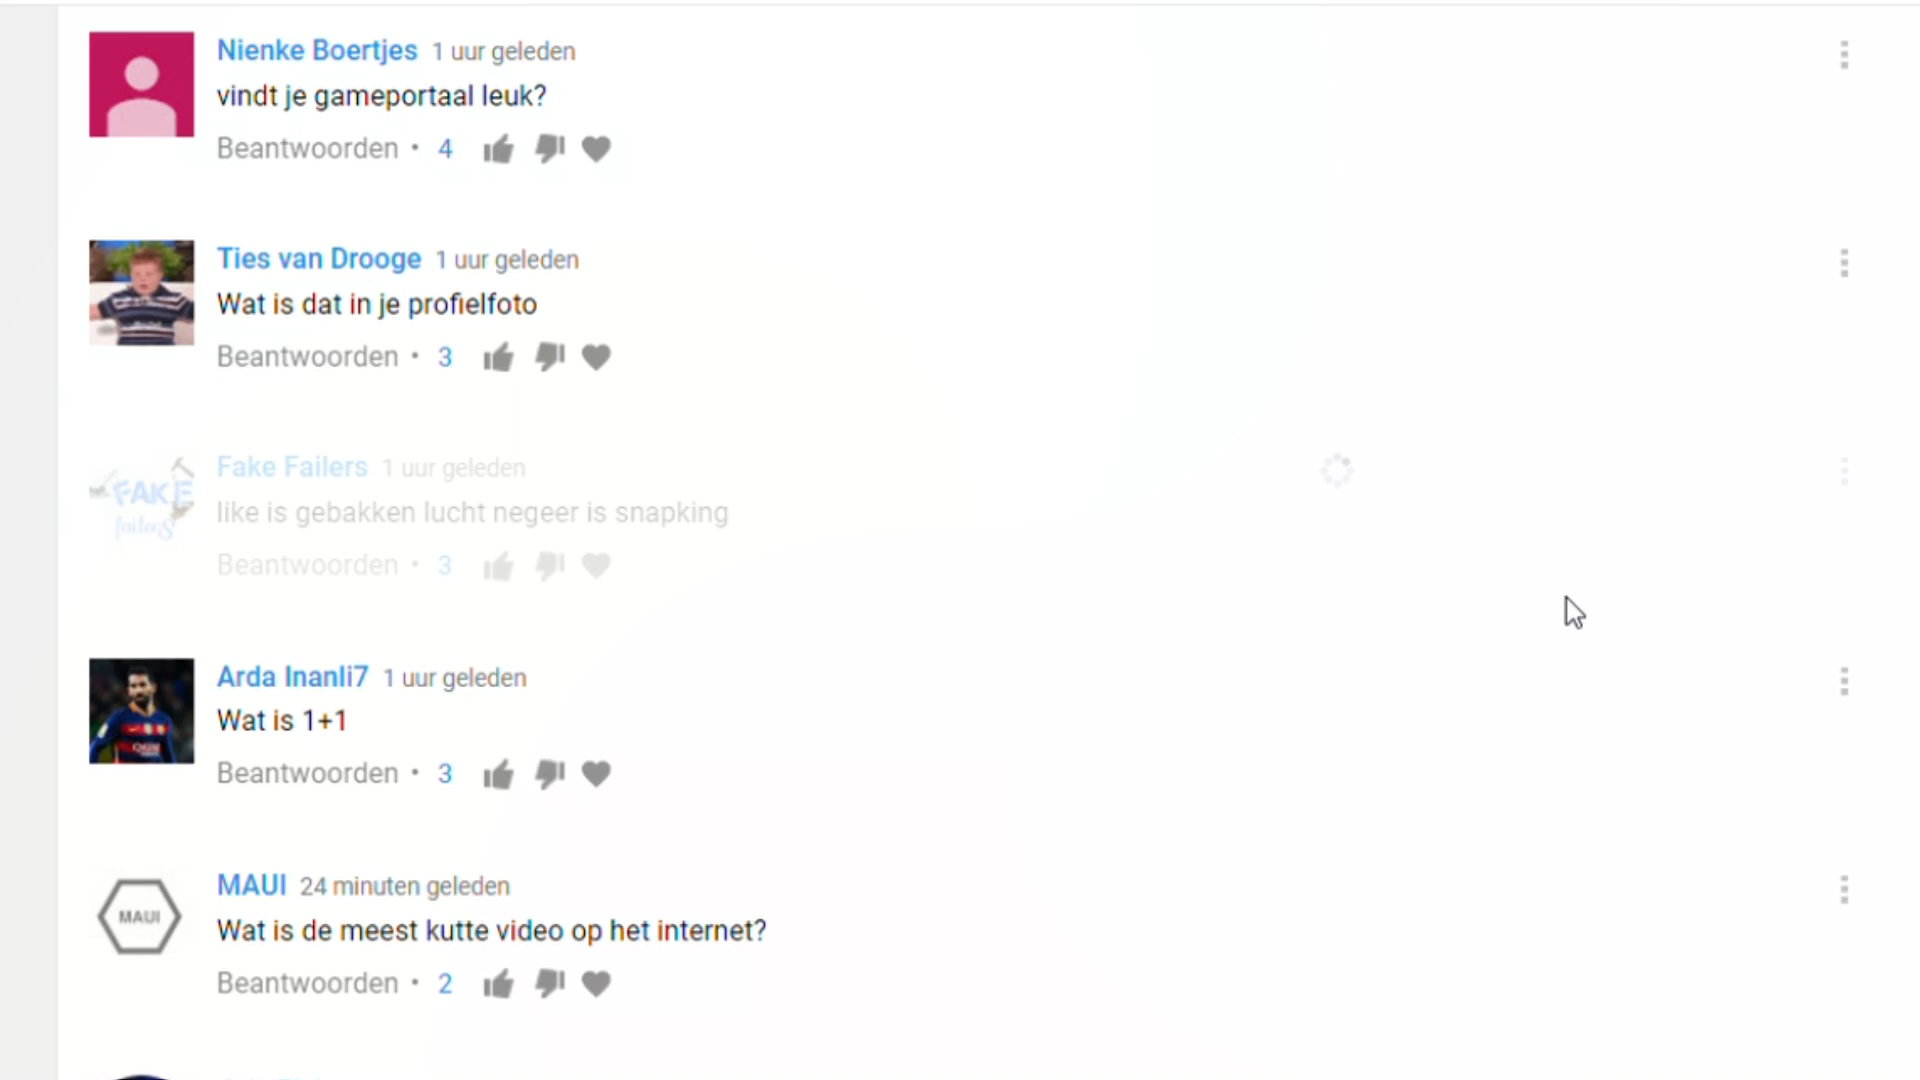 Nienke Boertjes 1 uur geleden
vindt je gameportaal leuk?
Beantwoorden • 4
Ties van Drooge 1 uur geleden
Wat is dat in je profielfoto
Beantwoorden • 3
FAKE
failers
Fake Failers 1 uur geleden
like is gebakken lucht negeer is snapking
Beantwoorden • 3
Arda Inanli7 1 uur geleden
Wat is 1+1
Beantwoorden • 3
MAUI
MAUI 24 minuten geleden
Wat is de meest kutte video op het internet?
Beantwoorden • 2